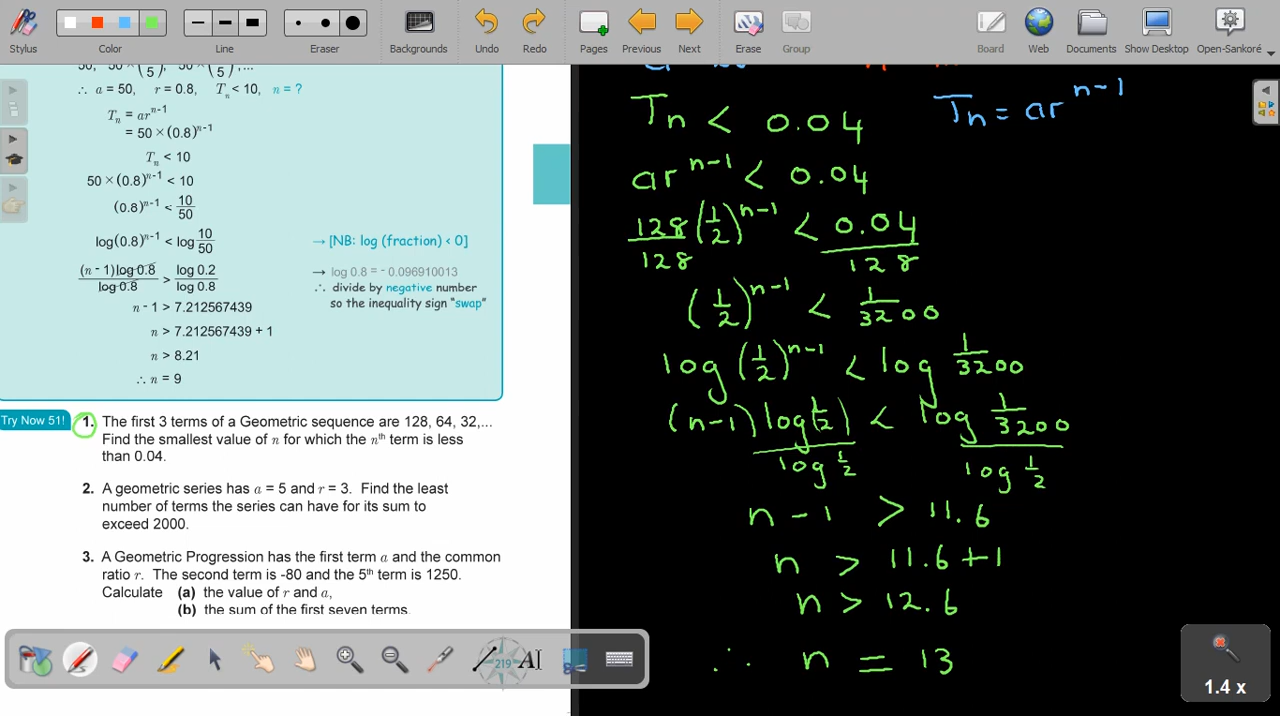 Stylus Color Line Eraser Backgrounds Undo Redo Pages Previous Next Erase Group Board Web Documents Show Desktop Open-Sankoré
∴ a = 50, r = 0.8, Tₙ < 10, n = ?
Tₙ = arⁿ⁻¹
= 50 × (0.8)ⁿ⁻¹
Tₙ < 10
50 × (0.8)ⁿ⁻¹ < 10
(0.8)ⁿ⁻¹ < 10/50
log(0.8)ⁿ⁻¹ < log 10/50 → [NB: log (fraction) < 0]
(n - 1)log 0.8/log 0.8 > log 0.2/log 0.8 → log 0.8 = - 0.096910013
∴ divide by negative number
so the inequality sign "swap"
n - 1 > 7.212567439
n > 7.212567439 + 1
n > 8.21
∴ n = 9
Try Now 51!
1. The first 3 terms of a Geometric sequence are 128, 64, 32,...
Find the smallest value of n for which the nᵗʰ term is less
than 0.04.
2. A geometric series has a = 5 and r = 3. Find the least
number of terms the series can have for its sum to
exceed 2000.
3. A Geometric Progression has the first term a and the common
ratio r. The second term is -80 and the 5ᵗʰ term is 1250.
Calculate (a) the value of r and a,
(b) the sum of the first seven terms.
Tₙ < 0.04 Tₙ = arⁿ⁻¹
arⁿ⁻¹ < 0.04
128(1/2)ⁿ⁻¹/128 < 0.04/128
(1/2)ⁿ⁻¹ < 1/3200
log (1/2)ⁿ⁻¹ < log 1/3200
(n-1) log(1/2)/log 1/2 < log 1/3200/log 1/2
n - 1 > 11.6
n > 11.6 + 1
n > 12.6
∴ n = 13
219
AI
1.4 x